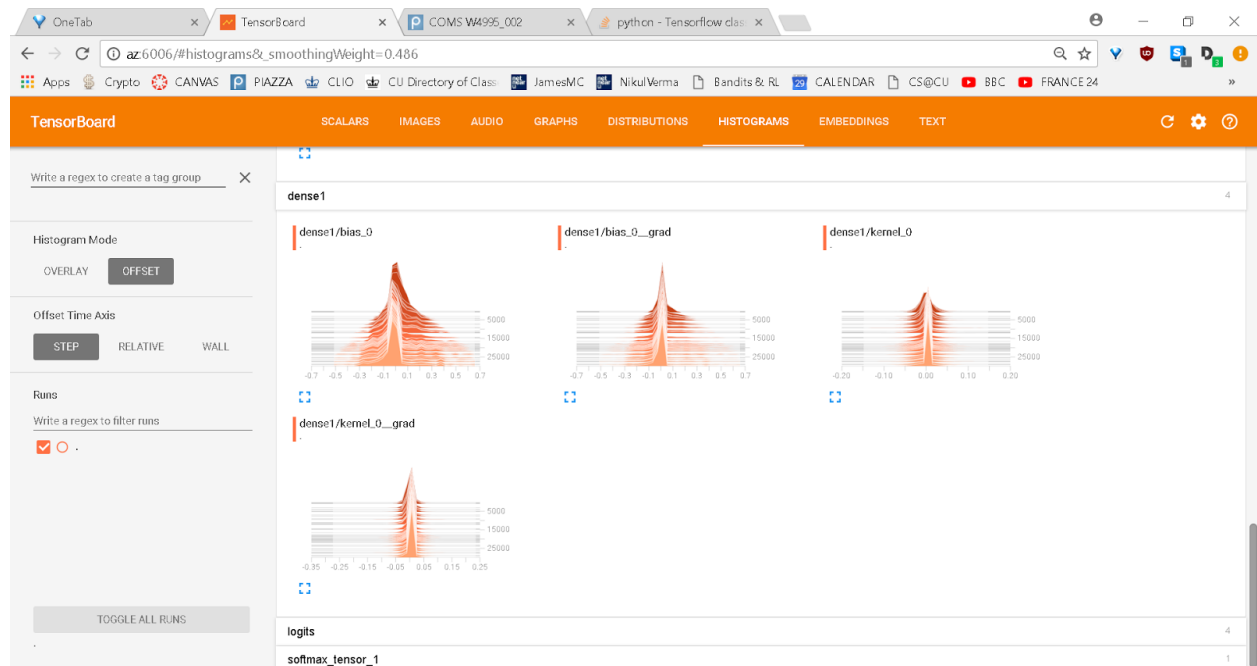 OneTab
TensorBoard
COMS W4995_002
python - Tensorflow clas
az:6006/#histograms&_smoothingWeight=0.486
Apps Crypto CANVAS PIAZZA CLIO CU Directory of Class JamesMC NikulVerma Bandits & RL CALENDAR CS@CU BBC FRANCE 24 »
TensorBoard
SCALARS IMAGES AUDIO GRAPHS DISTRIBUTIONS HISTOGRAMS EMBEDDINGS TEXT
Write a regex to create a tag group
Histogram Mode
OVERLAY OFFSET
Offset Time Axis
STEP RELATIVE WALL
Runs
Write a regex to filter runs
.
TOGGLE ALL RUNS
.
dense1 4
dense1/bias_0
.
5000
15000
25000
-0.7 -0.5 -0.3 -0.1 0.1 0.3 0.5 0.7
dense1/bias_0__grad
.
5000
15000
25000
-0.7 -0.5 -0.3 -0.1 0.1 0.3 0.5 0.7
dense1/kernel_0
.
5000
15000
25000
-0.20 -0.10 0.00 0.10 0.20
dense1/kernel_0__grad
.
5000
15000
25000
-0.35 -0.25 -0.15 -0.05 0.05 0.15 0.25
logits 4
softmax_tensor_1 1